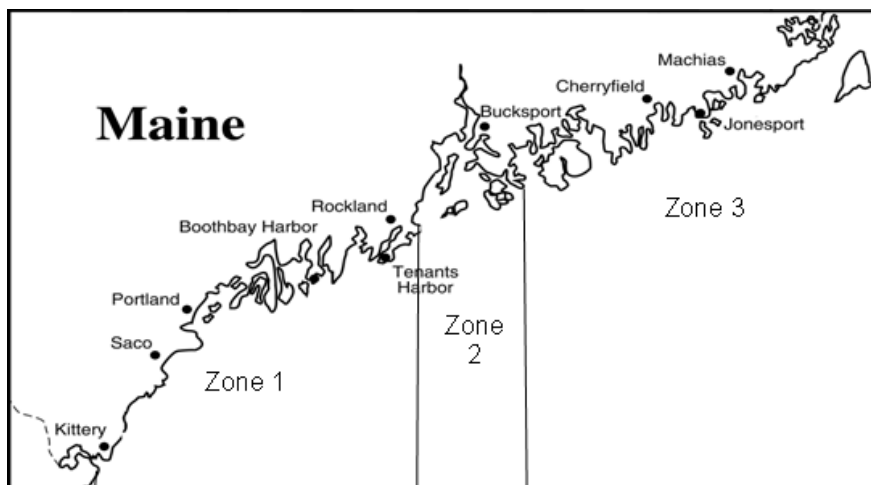 Machias
Cherryfield
Maine
Bucksport
Jonesport
Rockland
Zone 3
Boothbay Harbor
Tenants
Harbor
Portland
Zone
2
Saco
Zone 1
Kittery